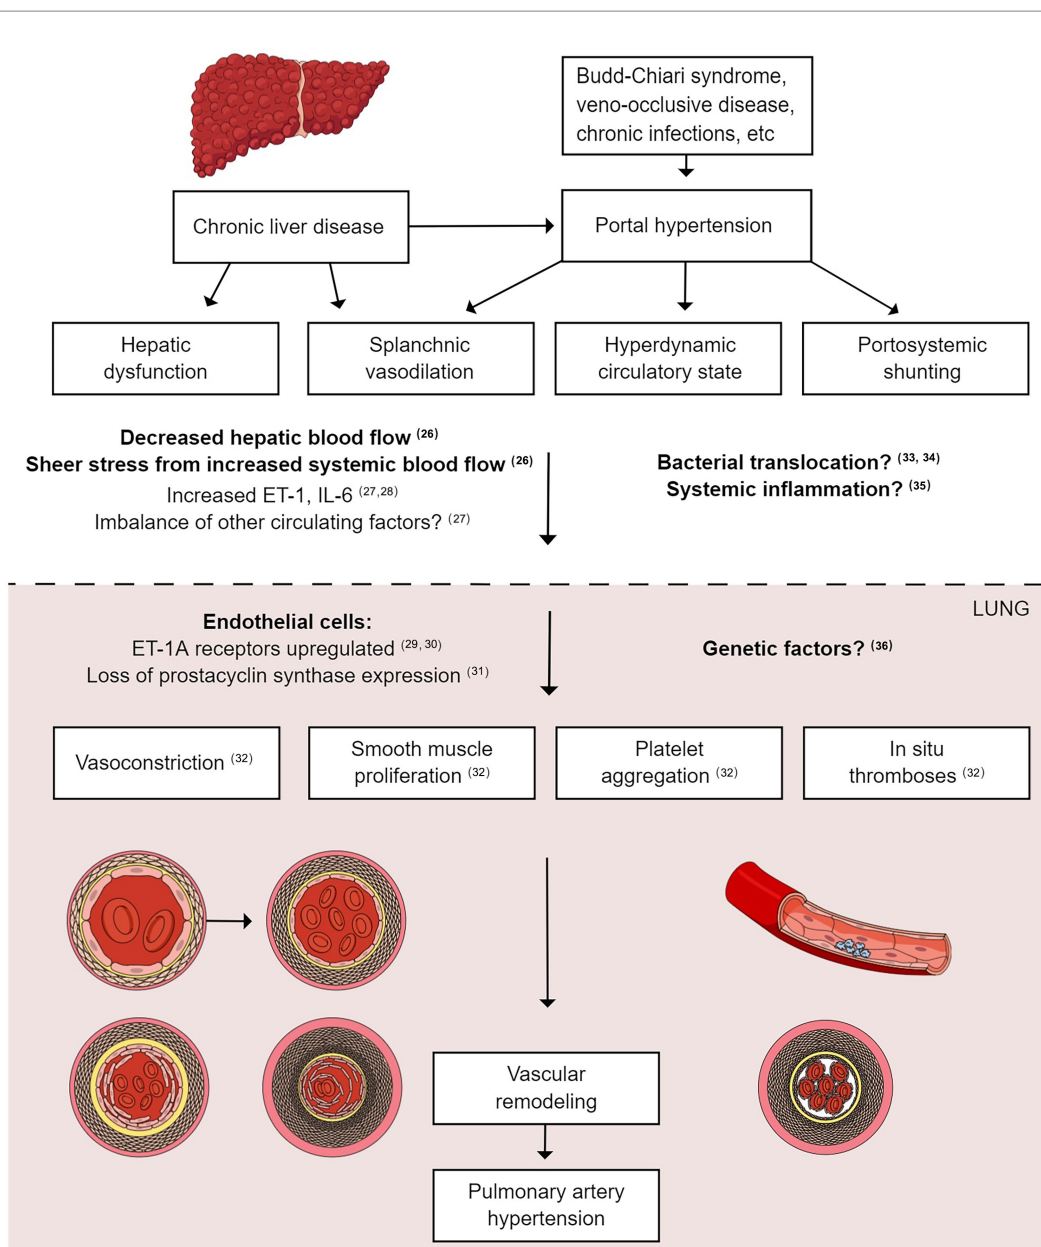 Budd-Chiari syndrome,
veno-occlusive disease,
chronic infections, etc
Chronic liver disease
Portal hypertension
Hepatic
dysfunction
Splanchnic
vasodilation
Hyperdynamic
circulatory state
Portosystemic
shunting
Decreased hepatic blood flow (26)
Sheer stress from increased systemic blood flow (26)
Increased ET-1, IL-6 (27,28)
Imbalance of other circulating factors? (27)
Bacterial translocation? (33, 34)
Systemic inflammation? (35)
LUNG
Endothelial cells:
ET-1A receptors upregulated (29, 30)
Loss of prostacyclin synthase expression (31)
Genetic factors? (36)
Vasoconstriction (32)
Smooth muscle
proliferation (32)
Platelet
aggregation (32)
In situ
thromboses (32)
Vascular
remodeling
Pulmonary artery
hypertension